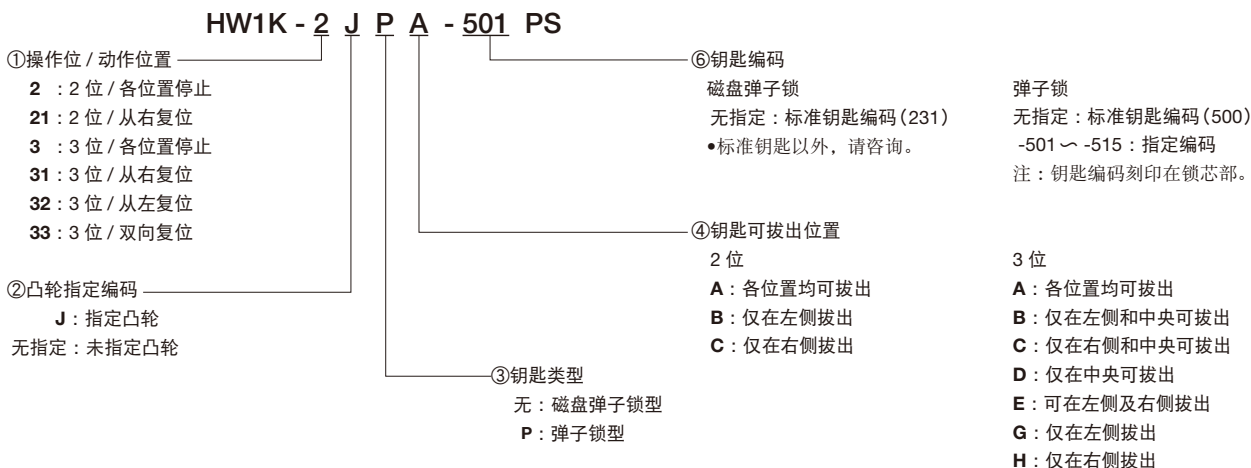 HW1K - 2 J P A - 501 PS
①操作位 / 动作位置
2 ：2 位 / 各位置停止
21：2 位 / 从右复位
3 ：3 位 / 各位置停止
31：3 位 / 从右复位
32：3 位 / 从左复位
33：3 位 / 双向复位
②凸轮指定编码
J：指定凸轮
无指定：未指定凸轮
③钥匙类型
无：磁盘弹子锁型
P：弹子锁型
④钥匙可拔出位置
2 位
A：各位置均可拔出
B：仅在左侧拔出
C：仅在右侧拔出
3 位
A：各位置均可拔出
B：仅在左侧和中央可拔出
C：仅在右侧和中央可拔出
D：仅在中央可拔出
E：可在左侧及右侧拔出
G：仅在左侧拔出
H：仅在右侧拔出
⑥钥匙编码
磁盘弹子锁
无指定：标准钥匙编码(231)
•标准钥匙以外，请咨询。
弹子锁
无指定：标准钥匙编码(500)
-501～-515：指定编码
注：钥匙编码刻印在锁芯部。